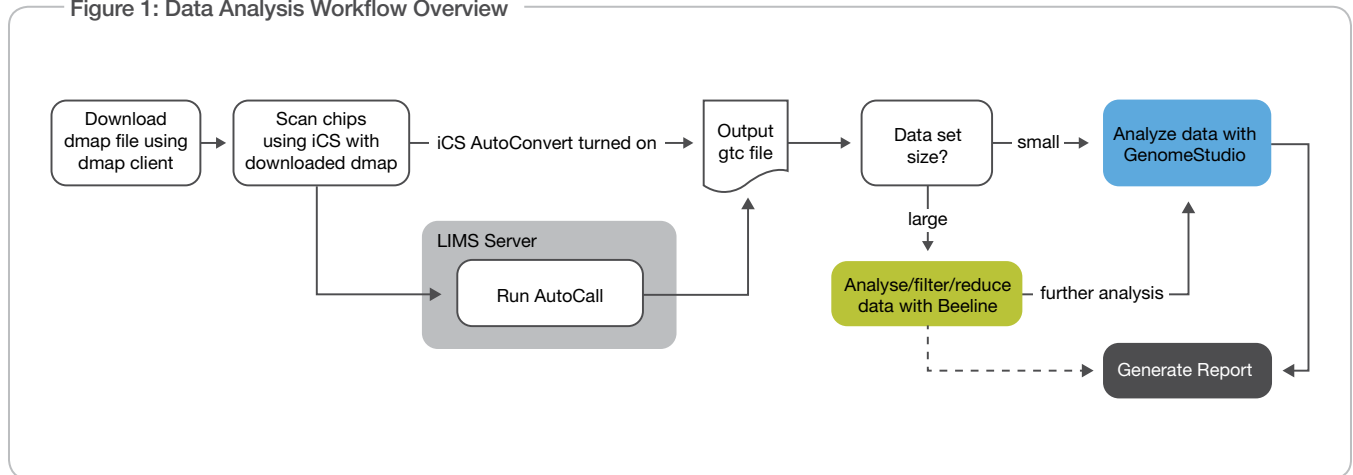 Figure 1: Data Analysis Workflow Overview
Download
dmap file using
dmap client
Scan chips
using iCS with
downloaded dmap
iCS AutoConvert turned on
Output
gtc file
Data set
size?
small
Analyze data with
GenomeStudio
large
LIMS Server
Run AutoCall
Analyse/filter/reduce
data with Beeline
further analysis
Generate Report